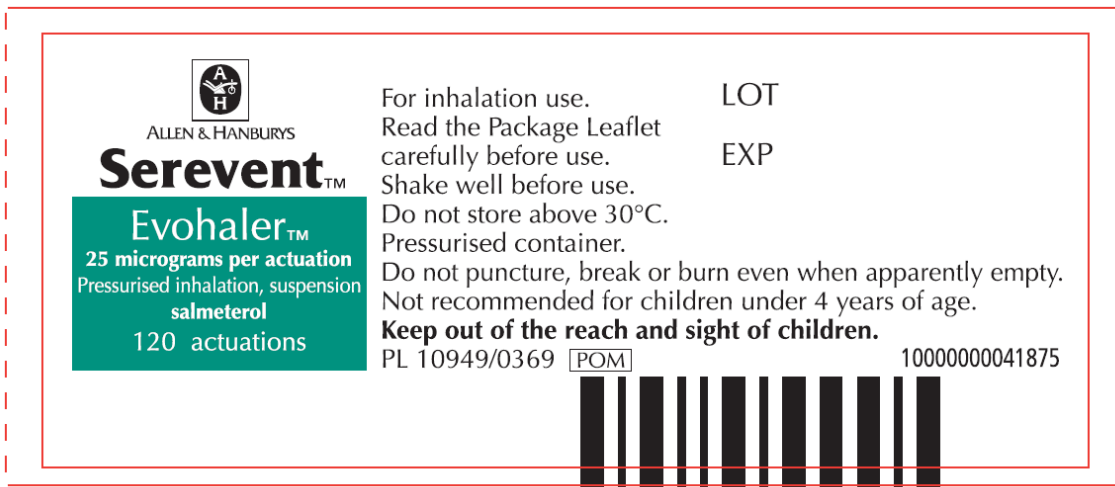 A
H
ALLEN & HANBURYS
Serevent™
Evohaler™
25 micrograms per actuation
Pressurised inhalation, suspension
salmeterol
120 actuations
For inhalation use.
Read the Package Leaflet
carefully before use.
Shake well before use.
Do not store above 30°C.
Pressurised container.
Do not puncture, break or burn even when apparently empty.
Not recommended for children under 4 years of age.
Keep out of the reach and sight of children.
PL 10949/0369 POM
10000000041875
LOT
EXP